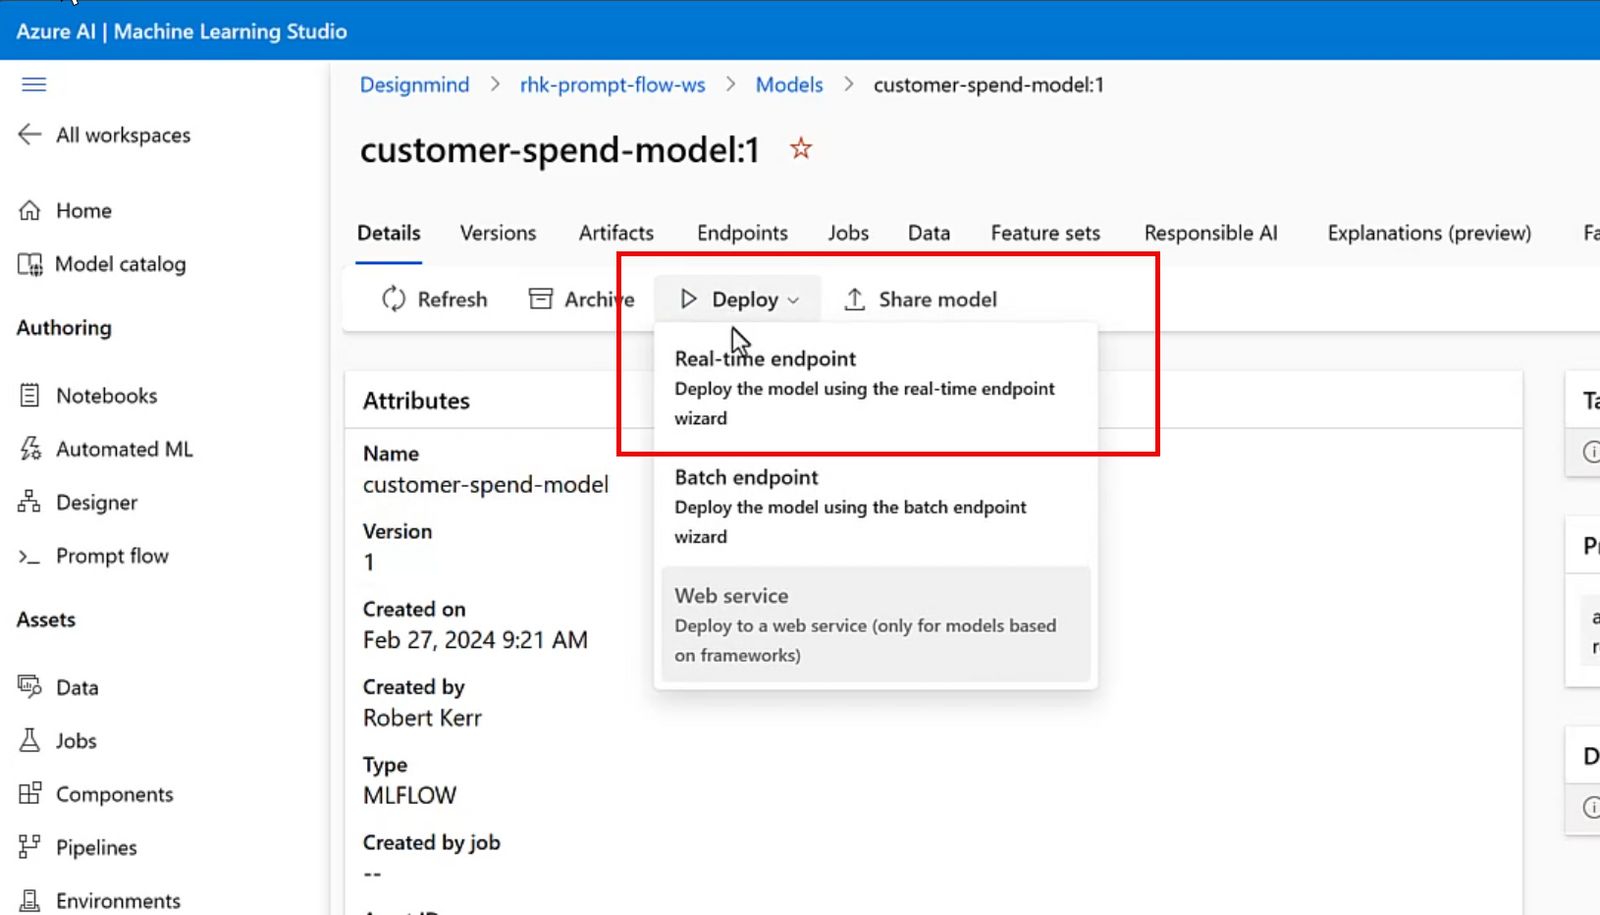 Azure AI | Machine Learning Studio
Designmind > rhk-prompt-flow-ws > Models > customer-spend-model:1
All workspaces
customer-spend-model:1
Home
Model catalog
Details Versions Artifacts Endpoints Jobs Data Feature sets Responsible AI Explanations (preview) Fa
Refresh Archive Deploy Share model
Authoring
Notebooks
Automated ML
Designer
Prompt flow
Assets
Data
Jobs
Components
Pipelines
Environments
Real-time endpoint
Deploy the model using the real-time endpoint
wizard
Batch endpoint
Deploy the model using the batch endpoint
wizard
Web service
Deploy to a web service (only for models based
on frameworks)
Attributes
Name
customer-spend-model
Version
1
Created on
Feb 27, 2024 9:21 AM
Created by
Robert Kerr
Type
MLFLOW
Created by job
--
Ta
Pr
a
r
D